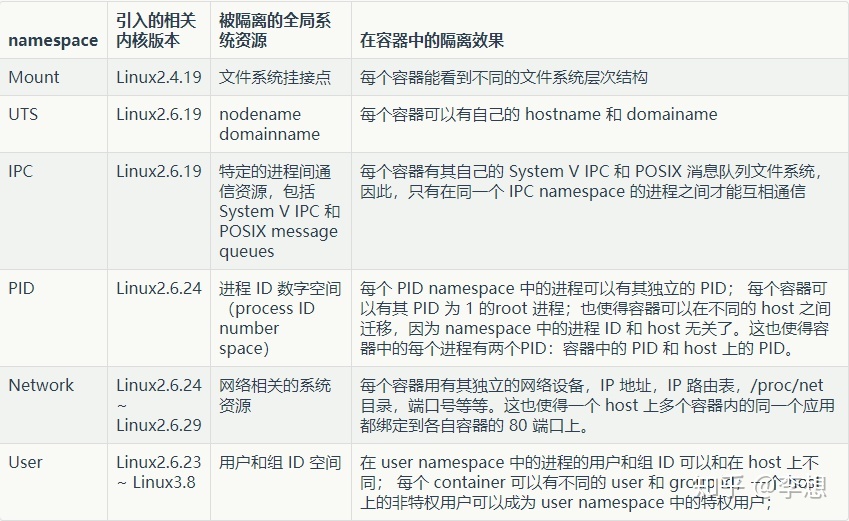 namespace
引入的相关
内核版本
被隔离的全局系
统资源
在容器中的隔离效果
Mount
Linux2.4.19
文件系统挂接点
每个容器能看到不同的文件系统层次结构
UTS
Linux2.6.19
nodename
domainname
每个容器可以有自己的 hostname 和 domainame
IPC
Linux2.6.19
特定的进程间通
信资源，包括
System V IPC 和
POSIX message
queues
每个容器有其自己的 System V IPC 和 POSIX 消息队列文件系统，
因此，只有在同一个 IPC namespace 的进程之间才能互相通信
PID
Linux2.6.24
进程 ID 数字空间
（process ID
number
space）
每个 PID namespace 中的进程可以有其独立的 PID； 每个容器可
以有其 PID 为 1 的root 进程；也使得容器可以在不同的 host 之间
迁移，因为 namespace 中的进程 ID 和 host 无关了。这也使得容
器中的每个进程有两个PID：容器中的 PID 和 host 上的 PID。
Network
Linux2.6.24
~
Linux2.6.29
网络相关的系统
资源
每个容器用有其独立的网络设备，IP 地址，IP 路由表，/proc/net
目录，端口号等等。这也使得一个 host 上多个容器内的同一个应用
都绑定到各自容器的 80 端口上。
User
Linux2.6.23
~ Linux3.8
用户和组 ID 空间
在 user namespace 中的进程的用户和组 ID 可以和在 host 上不
同； 每个 container 可以有不同的 user 和 group id；一个 host
上的非特权用户可以成为 user namespace 中的特权用户；
知乎 @李想